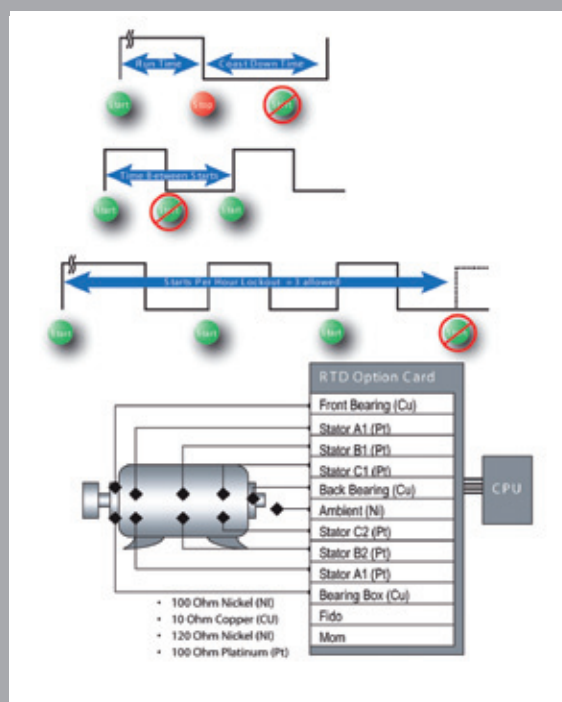 Run Time
Coast Down Time
Start
Stop
Start
Time Between Starts
Start
Start
Start
Starts Per Hour Lockout = 3 allowed
Start
Start
Start
Start
RTD Option Card
Front Bearing (Cu)
Stator A1 (Pt)
Stator B1 (Pt)
Stator C1 (Pt)
Back Bearing (Cu)
Ambient (Ni)
Stator C2 (Pt)
Stator B2 (Pt)
Stator A1 (Pt)
Bearing Box (Cu)
Fido
Mom
CPU
• 100 Ohm Nickel (NI)
• 10 Ohm Copper (CU)
• 120 Ohm Nickel (NI)
• 100 Ohm Platinum (Pt)